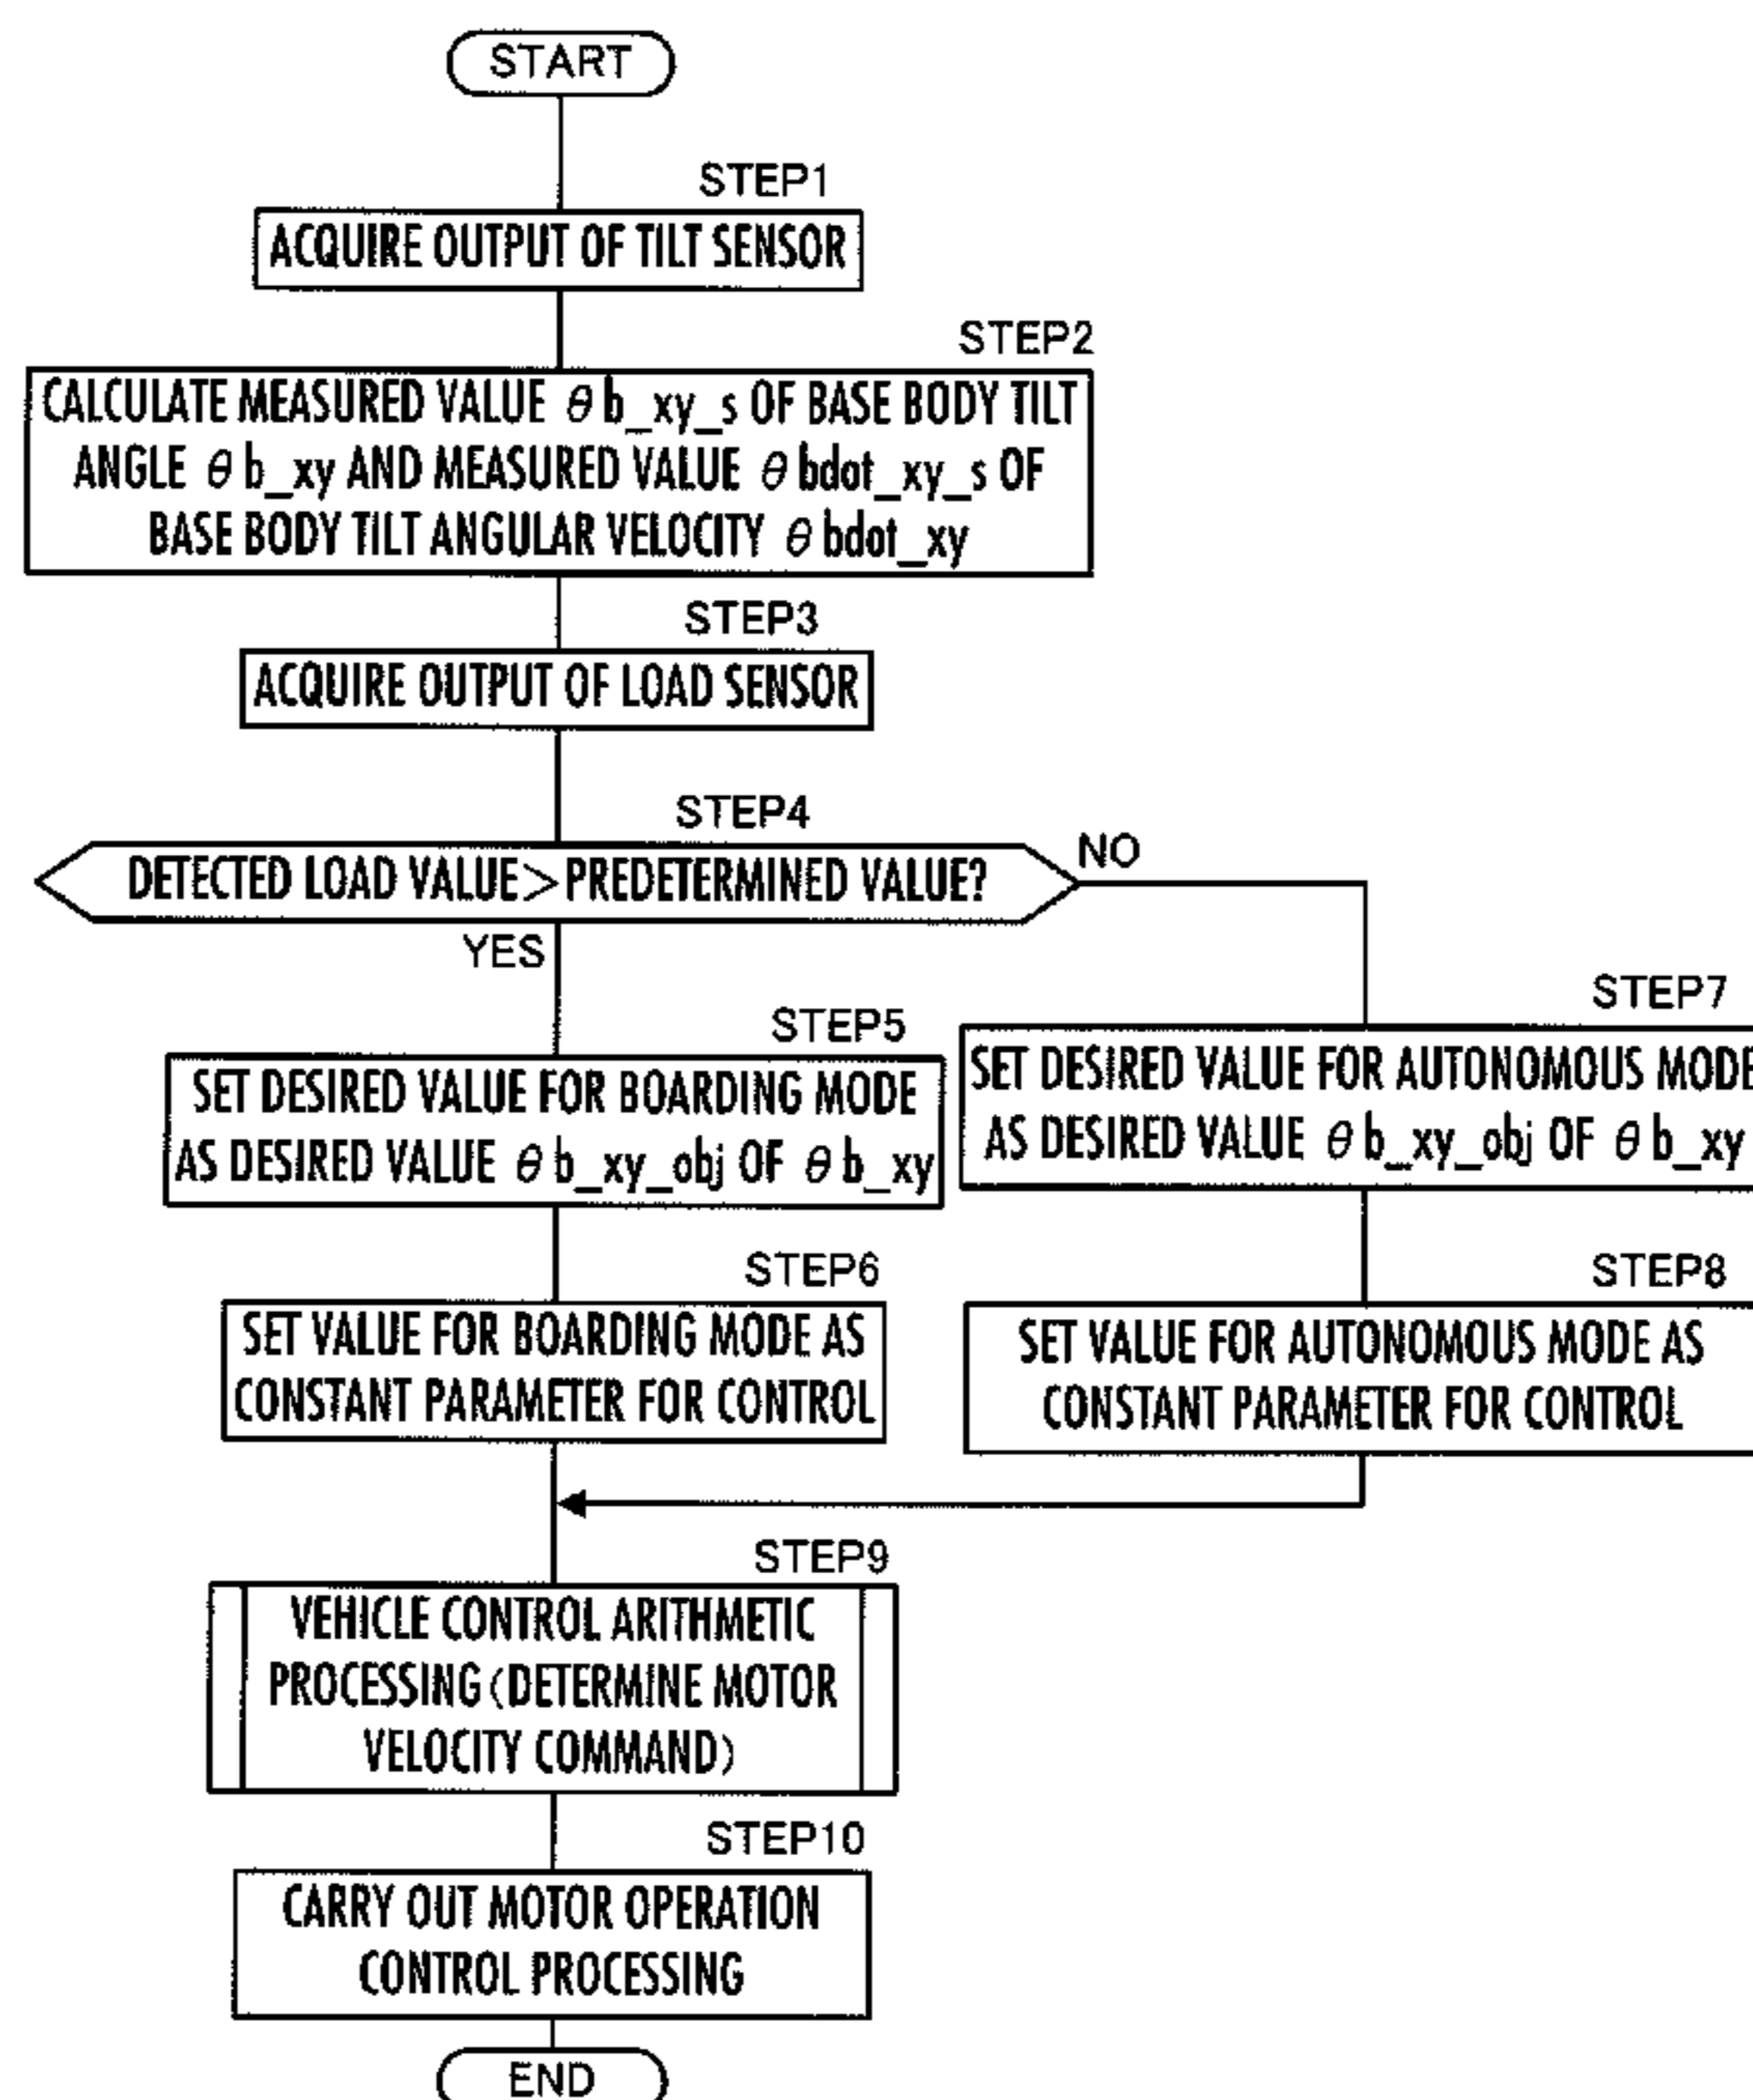 START
STEP1
ACQUIRE OUTPUT OF TILT SENSOR
STEP2
CALCULATE MEASURED VALUE θb_xy_s OF BASE BODY TILT
ANGLE θb_xy AND MEASURED VALUE θbdot_xy_s OF
BASE BODY TILT ANGULAR VELOCITY θbdot_xy
STEP3
ACQUIRE OUTPUT OF LOAD SENSOR
STEP4
DETECTED LOAD VALUE>PREDETERMINED VALUE?
NO
YES
STEP5
SET DESIRED VALUE FOR BOARDING MODE
AS DESIRED VALUE θb_xy_obj OF θb_xy
STEP6
SET VALUE FOR BOARDING MODE AS
CONSTANT PARAMETER FOR CONTROL
STEP7
SET DESIRED VALUE FOR AUTONOMOUS MODE
AS DESIRED VALUE θb_xy_obj OF θb_xy
STEP8
SET VALUE FOR AUTONOMOUS MODE AS
CONSTANT PARAMETER FOR CONTROL
STEP9
VEHICLE CONTROL ARITHMETIC
PROCESSING(DETERMINE MOTOR
VELOCITY COMMAND)
STEP10
CARRY OUT MOTOR OPERATION
CONTROL PROCESSING
END